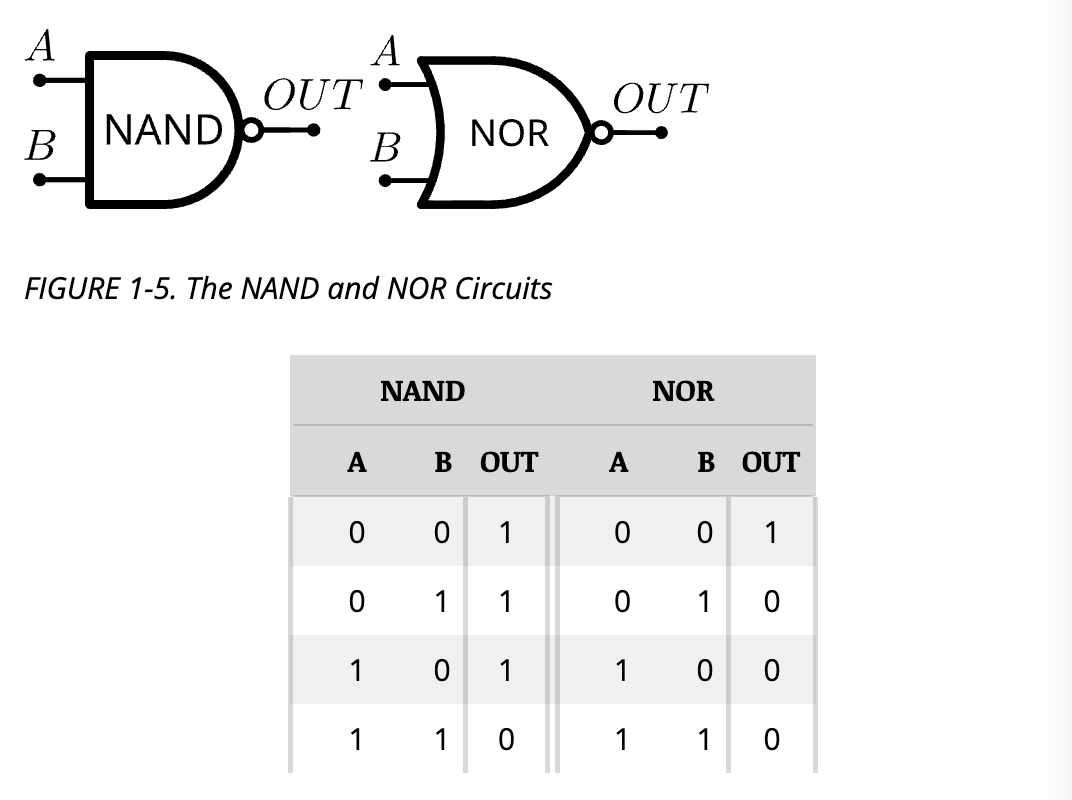 A
B
NAND
OUT
A
B
NOR
OUT
FIGURE 1-5. The NAND and NOR Circuits
NAND NOR
A B OUT A B OUT
0 0 1 0 0 1
0 1 1 0 1 0
1 0 1 1 0 0
1 1 0 1 1 0